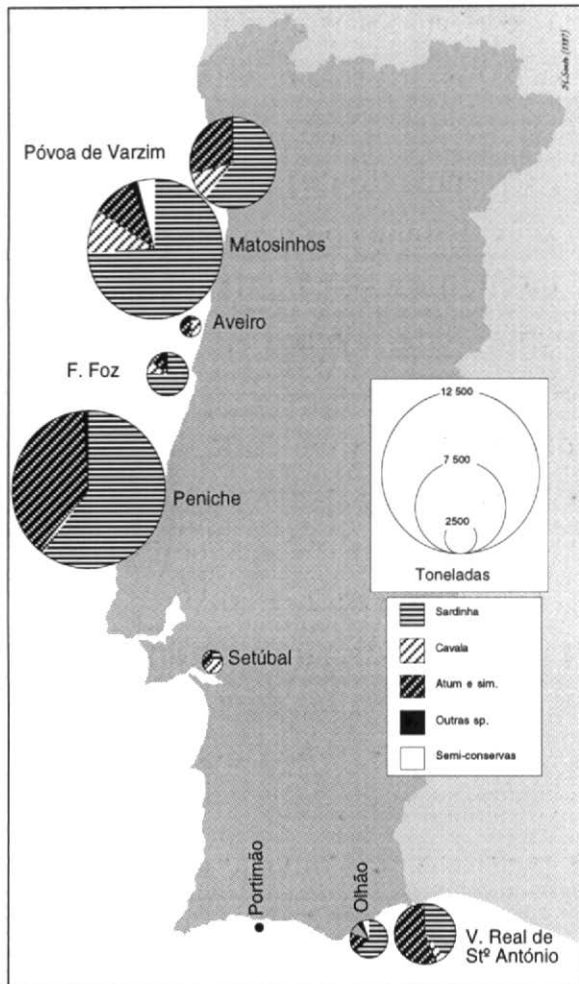 Póvoa de Varzim
Matosinhos
Aveiro
F. Foz
Peniche
12 500
7 500
2500
Toneladas
Sardinha
Cavala
Atum e sim.
Outras sp.
Semi-conservas
Setúbal
Portimão
Olhão
V. Real de
Stº António